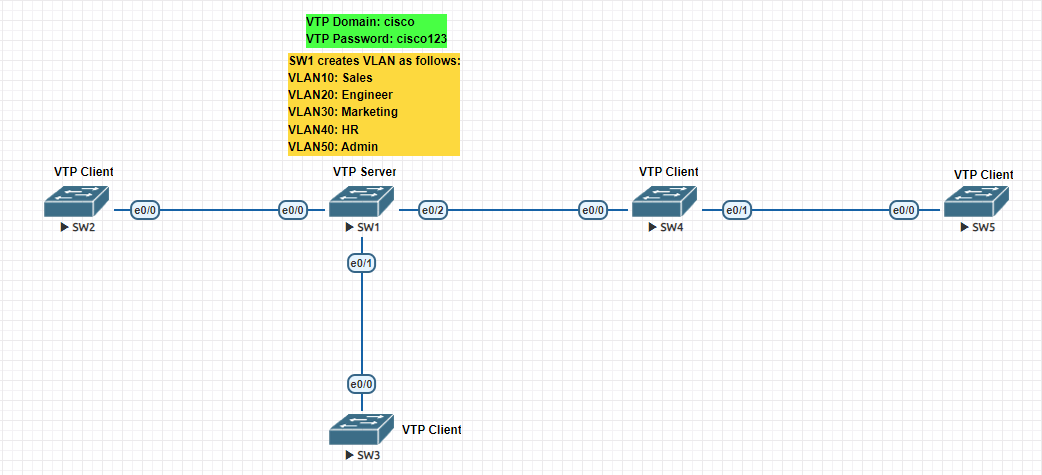 VTP Domain: cisco
VTP Password: cisco123
SW1 creates VLAN as follows:
VLAN10: Sales
VLAN20: Engineer
VLAN30: Marketing
VLAN40: HR
VLAN50: Admin
VTP Client
VTP Server
VTP Client
VTP Client
e0/0
e0/0
e0/2
e0/0
e0/1
e0/0
SW2
SW1
SW4
SW5
e0/1
e0/0
VTP Client
SW3